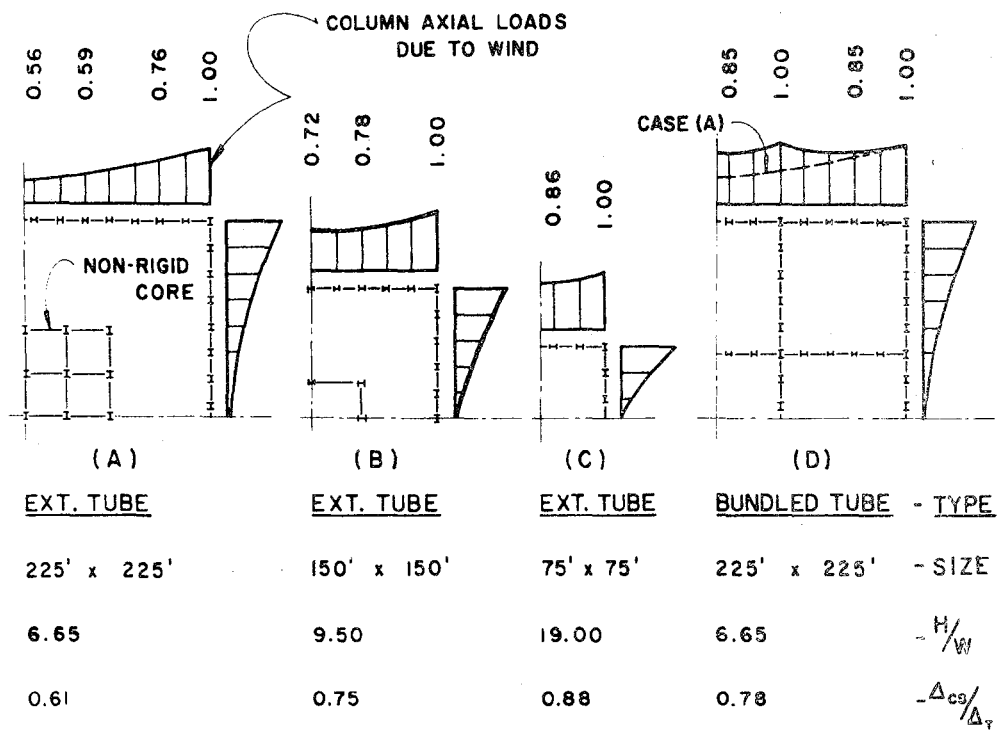 COLUMN AXIAL LOADS
DUE TO WIND
0.56 0.59 0.76 1.00
0.72 0.78 1.00
0.86 1.00
0.85 1.00 0.85 1.00
CASE (A)
NON-RIGID
CORE
(A) (B) (C) (D)
EXT. TUBE EXT. TUBE EXT. TUBE BUNDLED TUBE - TYPE
225' x 225' 150' x 150' 75' x 75' 225' x 225' - SIZE
6.65 9.50 19.00 6.65 - H/W
0.61 0.75 0.88 0.78 - Δcs/ΔT